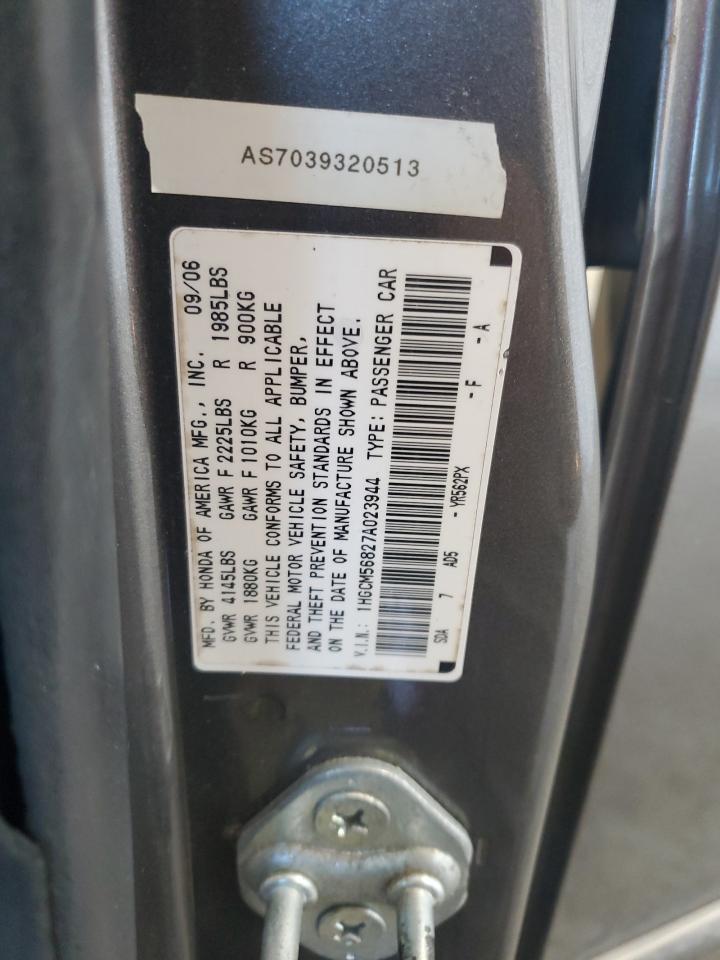 AS7039320513
MFD. BY HONDA OF AMERICA MFG., INC. 09/06
GVWR 4145LBS GAWR F 2225LBS R 1985LBS
GVWR 1880KG GAWR F 1010KG R 900KG
THIS VEHICLE CONFORMS TO ALL APPLICABLE
FEDERAL MOTOR VEHICLE SAFETY, BUMPER,
AND THEFT PREVENTION STANDARDS IN EFFECT
ON THE DATE OF MANUFACTURE SHOWN ABOVE.
V.I.N.: 1HGCM56827A023944 TYPE: PASSENGER CAR
SDA 7 AD5 - YR562PX - F - A